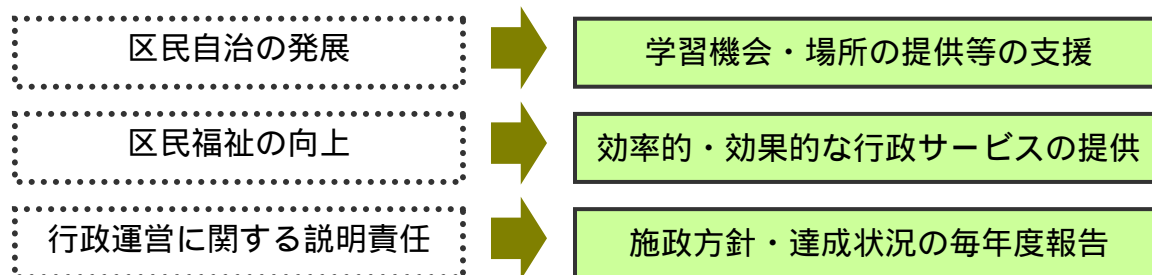 区民自治の発展
学習機会・場所の提供等の支援
区民福祉の向上
効率的・効果的な行政サービスの提供
行政運営に関する説明責任
施政方針・達成状況の毎年度報告